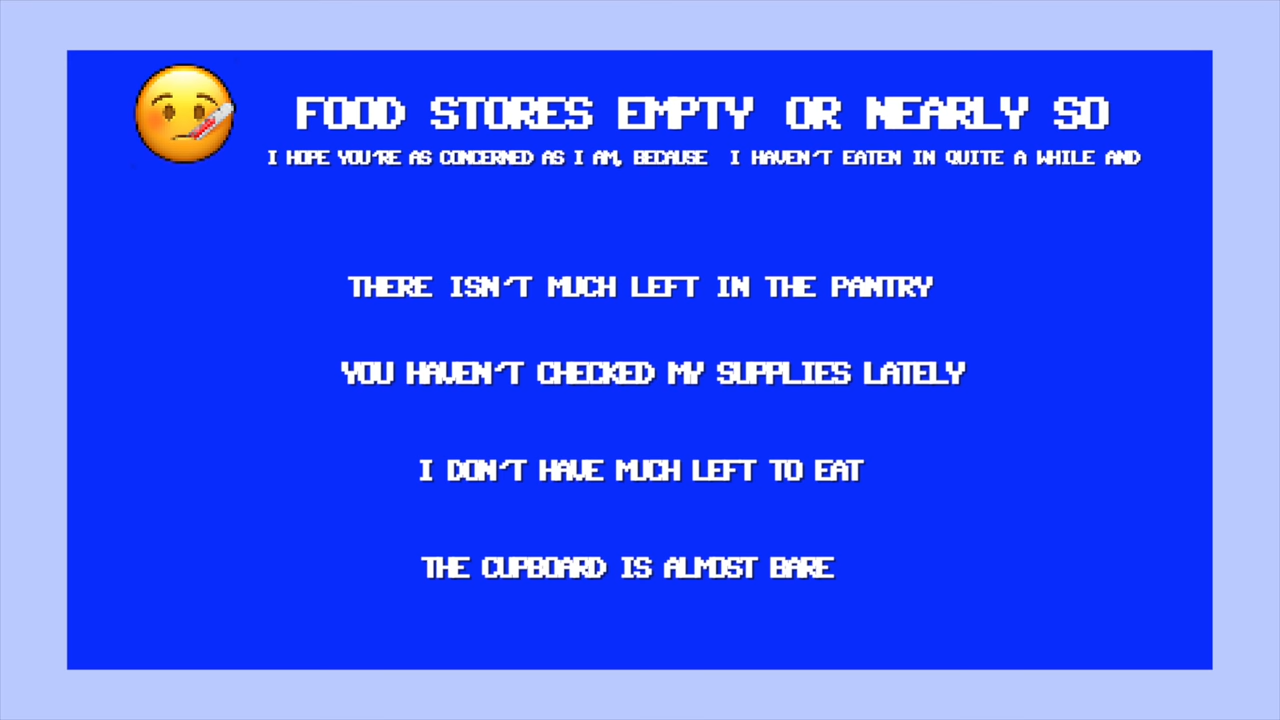 FOOD STORES EMPTY OR NEARLY SO
I HOPE YOU'RE AS CONCERNED AS I AM, BECAUSE I HAVEN'T EATEN IN QUITE A WHILE AND
THERE ISN'T MUCH LEFT IN THE PANTRY
YOU HAVEN'T CHECKED MY SUPPLIES LATELY
I DON'T HAVE MUCH LEFT TO EAT
THE CUPBOARD IS ALMOST BARE